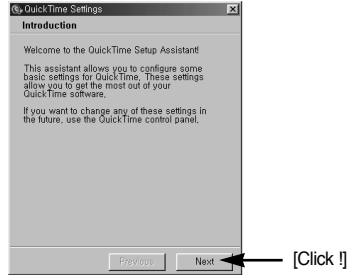 QuickTime Settings
Introduction
Welcome to the QuickTime Setup Assistant!
This assistant allows you to configure some
basic settings for QuickTime. These settings
allow you to get the most out of your
QuickTime software.
If you want to change any of these settings in
the future, use the QuickTime control panel.
Previous
Next
[Click !]